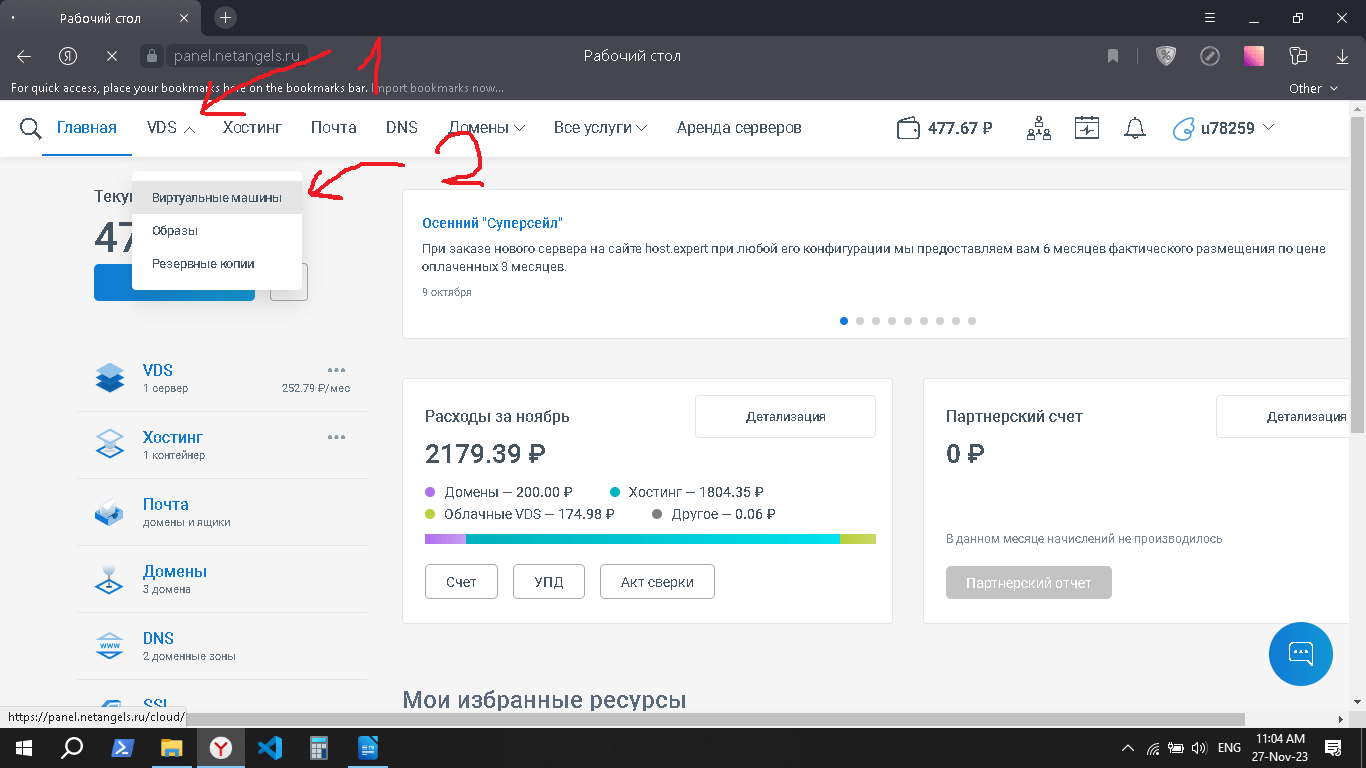 Рабочий стол
panel.netangels.ru
Рабочий стол
For quick access, place your bookmarks here on the bookmarks bar. Import bookmarks now...
Other
1
Главная VDS Хостинг Почта DNS Домены Все услуги Аренда серверов 477.67 ₽ u78259
2
Виртуальные машины
Образы
Резервные копии
47
Осенний "Суперсейл"
При заказе нового сервера на сайте host.expert при любой его конфигурации мы предоставляем вам 6 месяцев фактического размещения по цене
оплаченных 3 месяцев.
9 октября
VDS
1 сервер 252.79 ₽/мес
Хостинг
1 контейнер
Почта
домены и ящики
Домены
3 домена
DNS
2 доменные зоны
SSL
Расходы за ноябрь Детализация
2179.39 ₽
Домены — 200.00 ₽ Хостинг — 1804.35 ₽
Облачные VDS — 174.98 ₽ Другое — 0.06 ₽
Счет УПД Акт сверки
Партнерский счет Детализация
0 ₽
В данном месяце начислений не производилось
Партнерский отчет
Мои избранные ресурсы
https://panel.netangels.ru/cloud/
ENG
11:04 AM
27-Nov-23